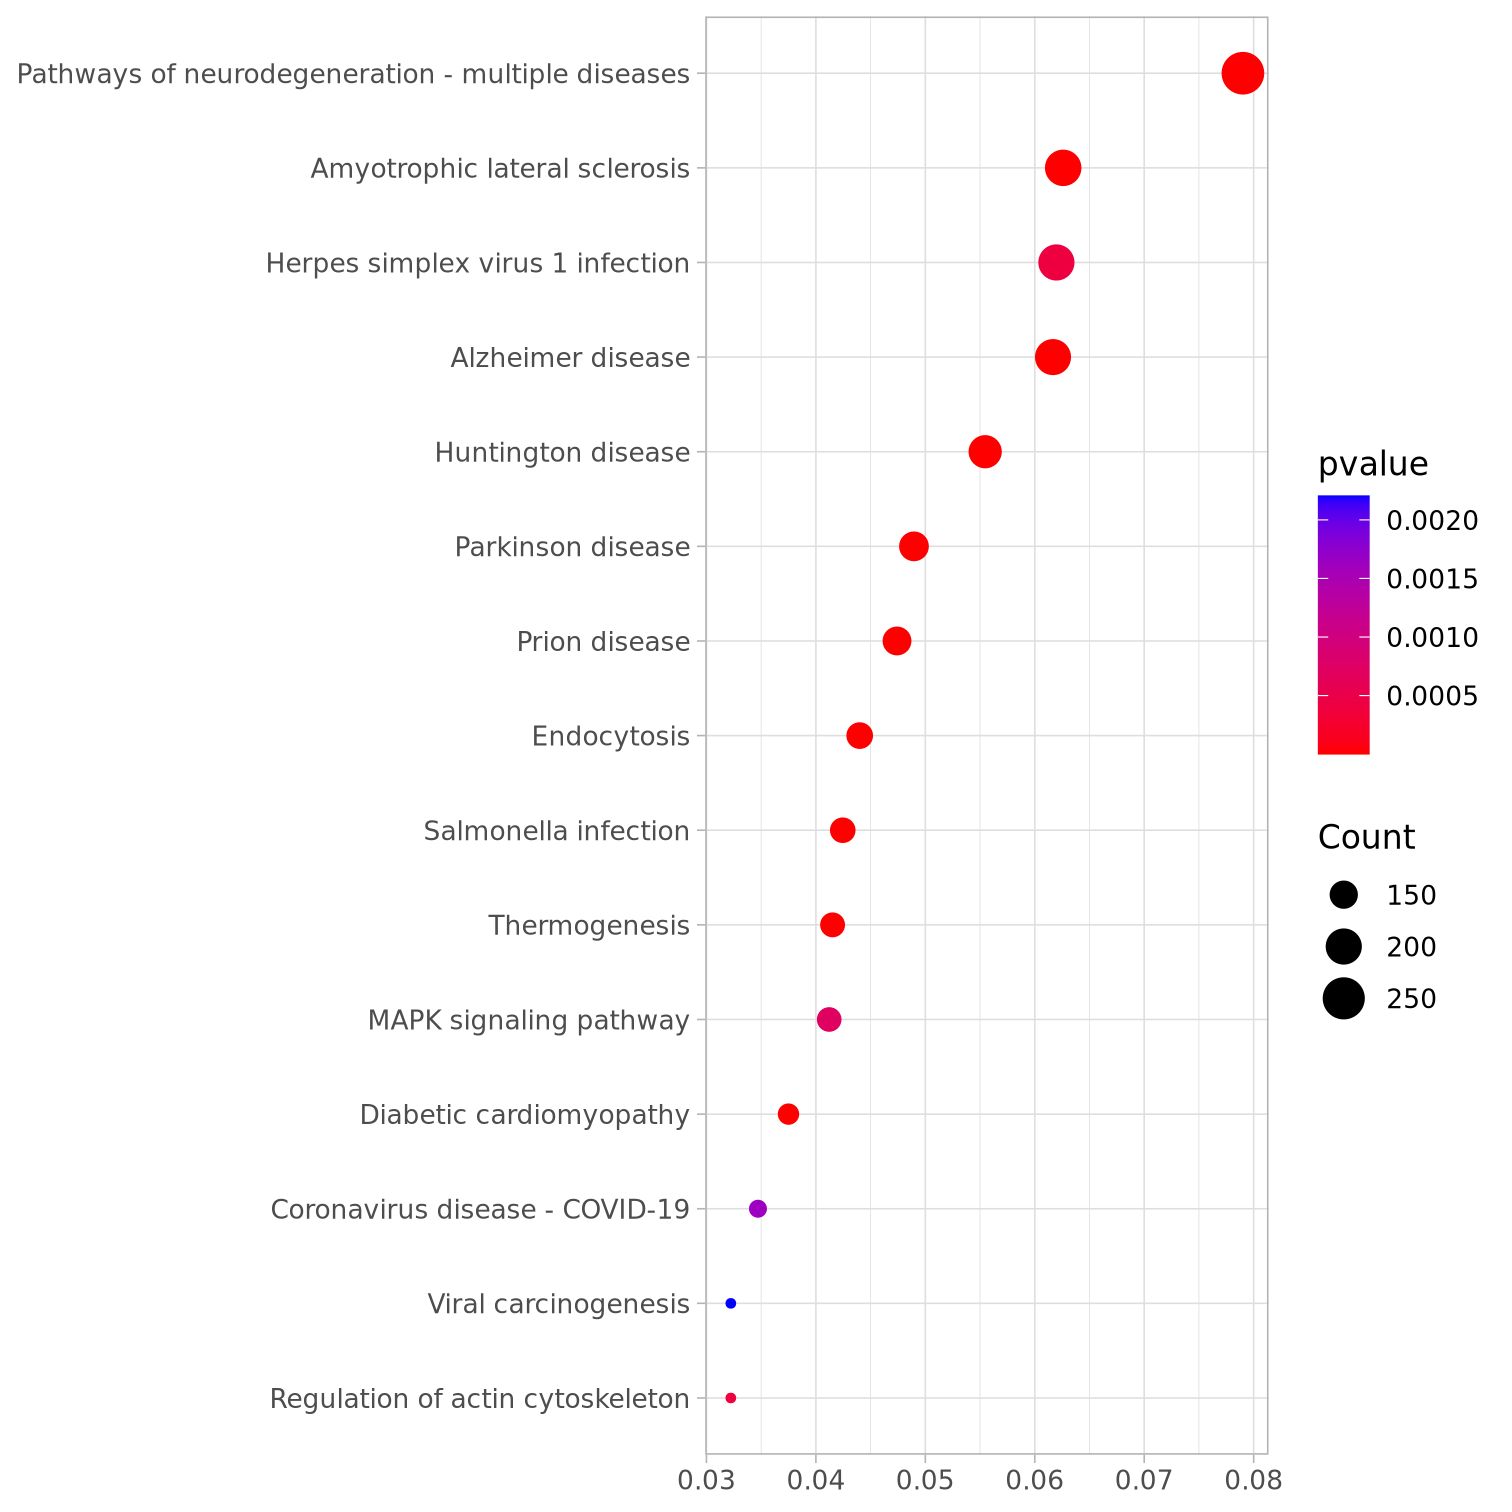 Pathways of neurodegeneration - multiple diseases
Amyotrophic lateral sclerosis
Herpes simplex virus 1 infection
Alzheimer disease
Huntington disease
Parkinson disease
Prion disease
Endocytosis
Salmonella infection
Thermogenesis
MAPK signaling pathway
Diabetic cardiomyopathy
Coronavirus disease - COVID-19
Viral carcinogenesis
Regulation of actin cytoskeleton
0.03 0.04 0.05 0.06 0.07 0.08
pvalue
0.0020
0.0015
0.0010
0.0005
Count
150
200
250